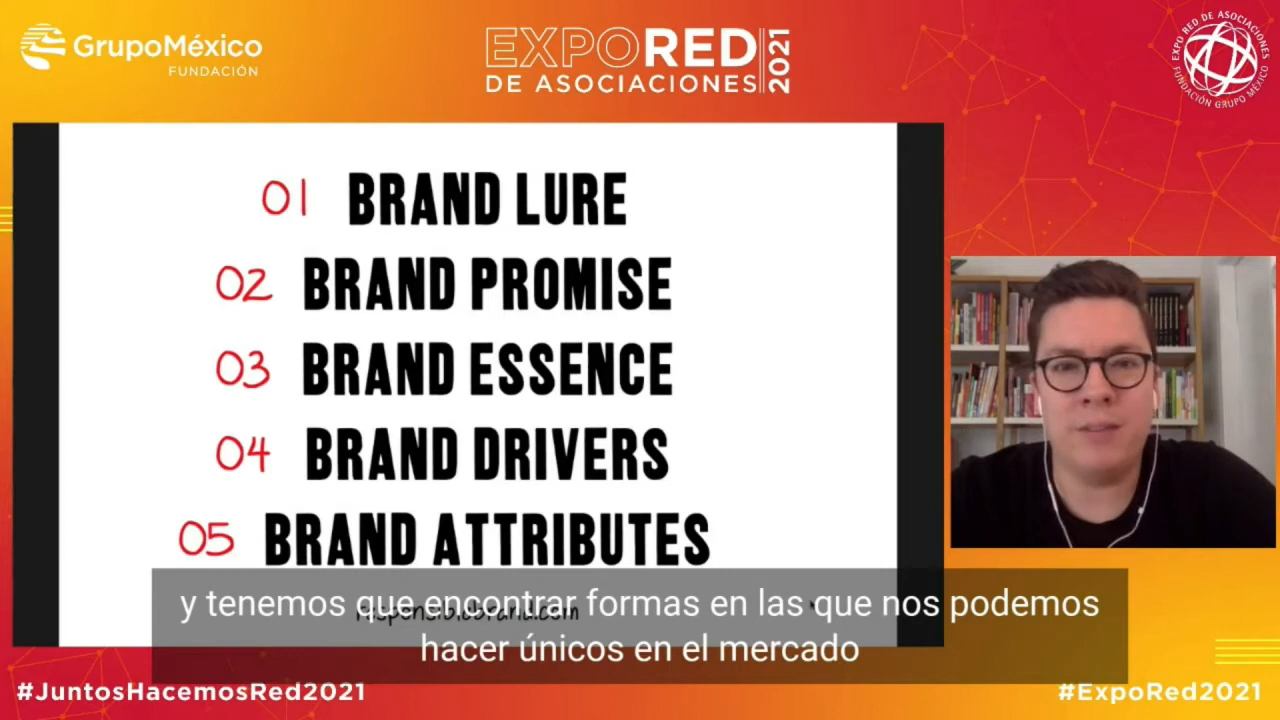 GrupoMéxico
FUNDACIÓN
EXPORED
DE ASOCIACIONES
2021
EXPO RED DE ASOCIACIONES
FUNDACIÓN GRUPO MÉXICO
01 BRAND LURE
02 BRAND PROMISE
03 BRAND ESSENCE
04 BRAND DRIVERS
05 BRAND ATTRIBUTES
responsiblebrand.com
y tenemos que encontrar formas en las que nos podemos
hacer únicos en el mercado
#JuntosHacemosRed2021
#ExpoRed2021